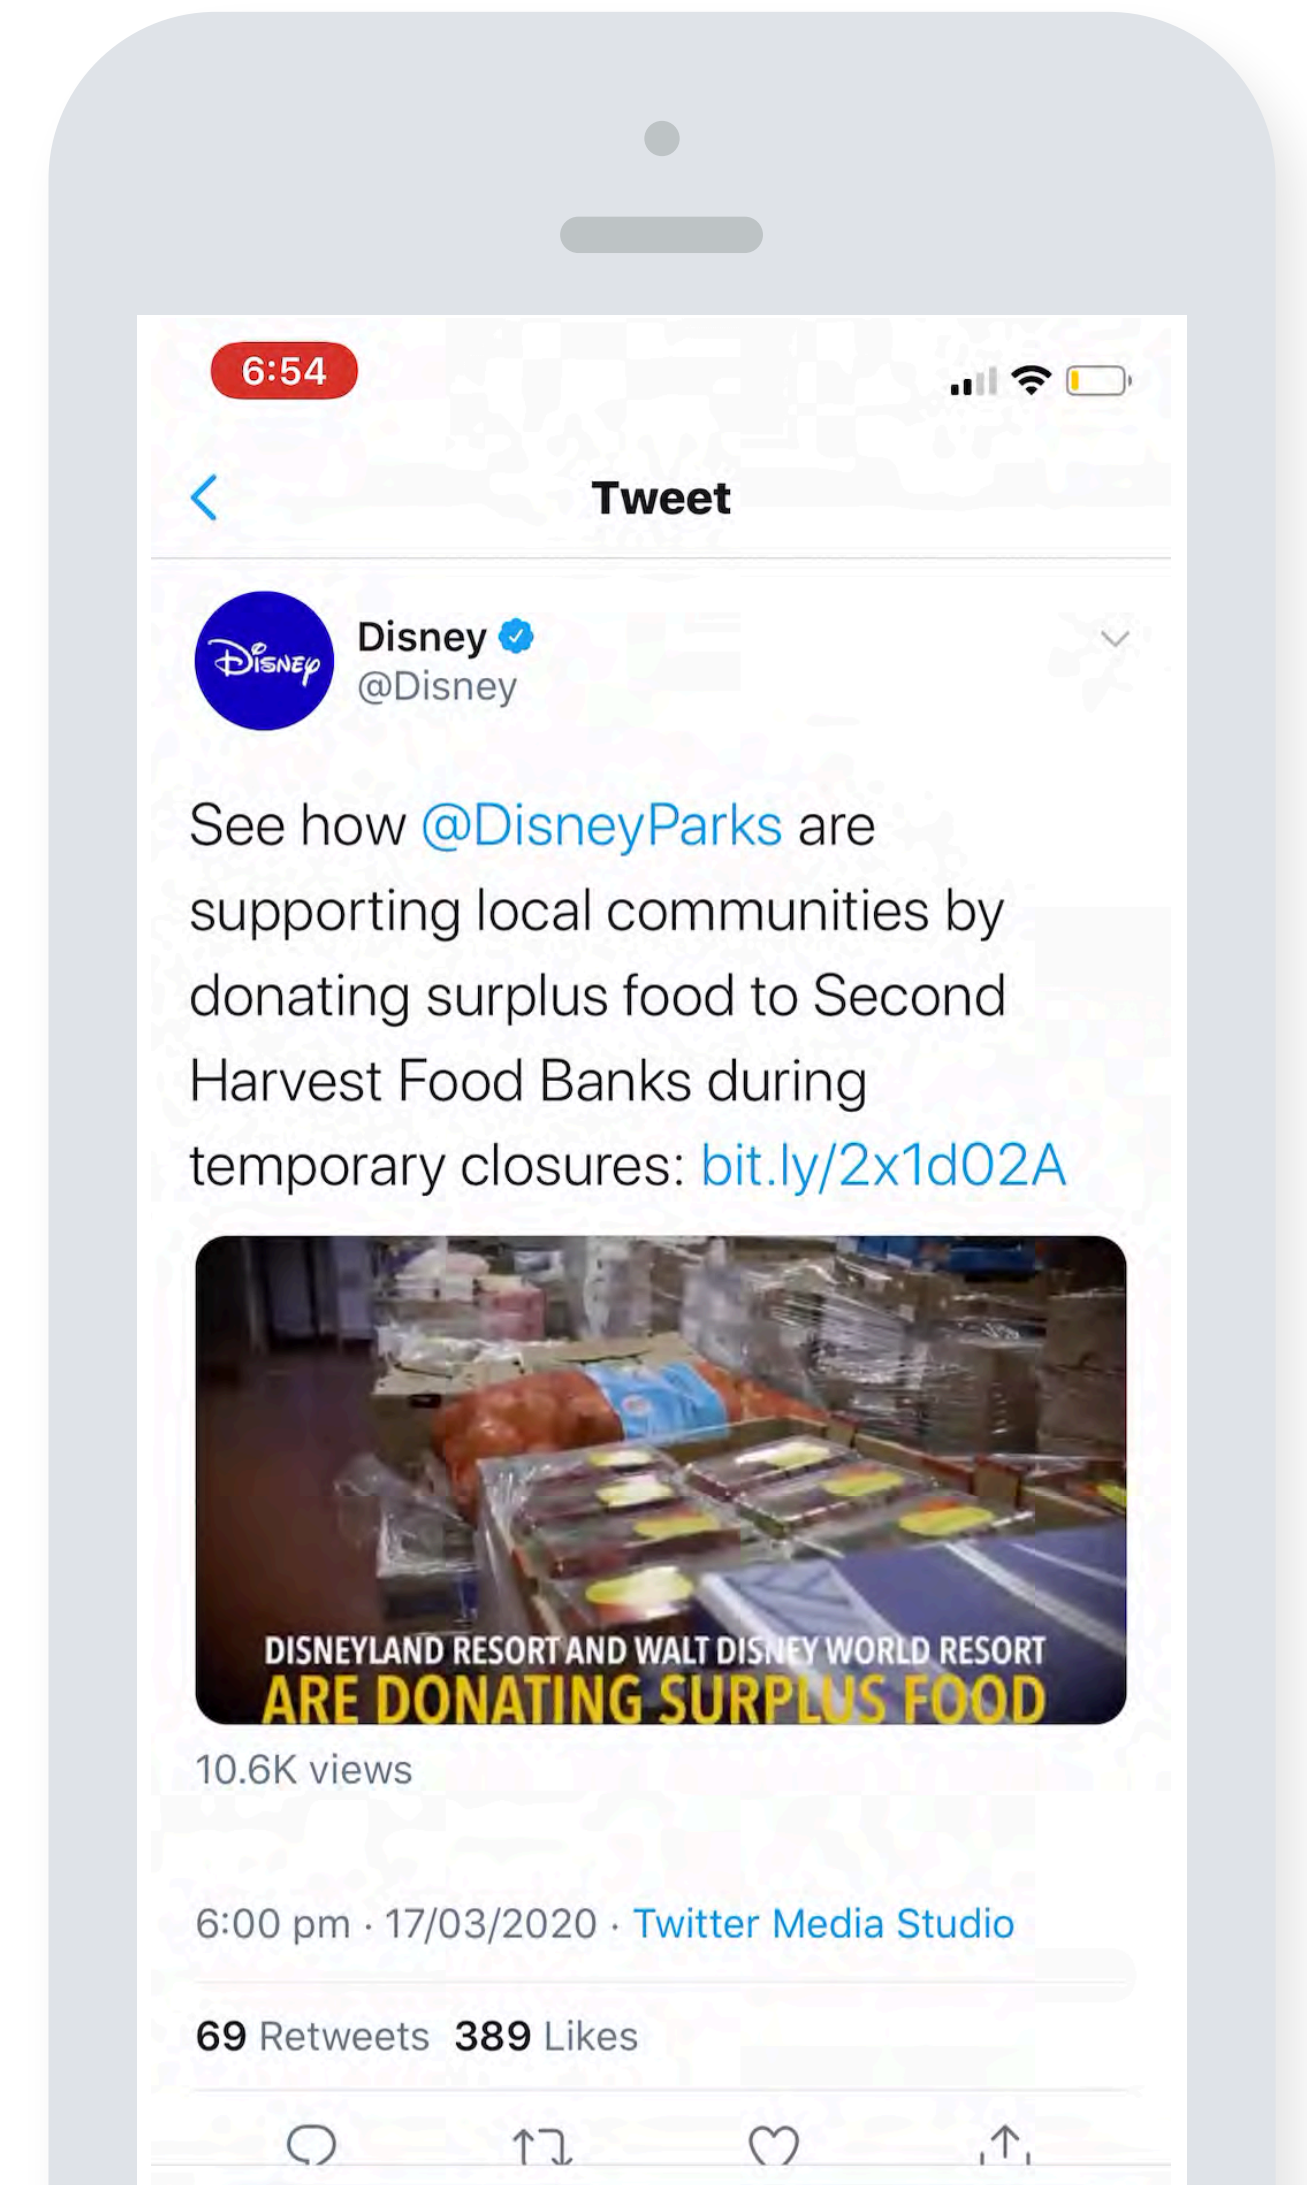 6:54
Tweet
Disney
Disney
@Disney
See how @DisneyParks are
supporting local communities by
donating surplus food to Second
Harvest Food Banks during
temporary closures: bit.ly/2x1d02A
DISNEYLAND RESORT AND WALT DISNEY WORLD RESORT
ARE DONATING SURPLUS FOOD
10.6K views
6:00 pm · 17/03/2020 · Twitter Media Studio
69 Retweets 389 Likes